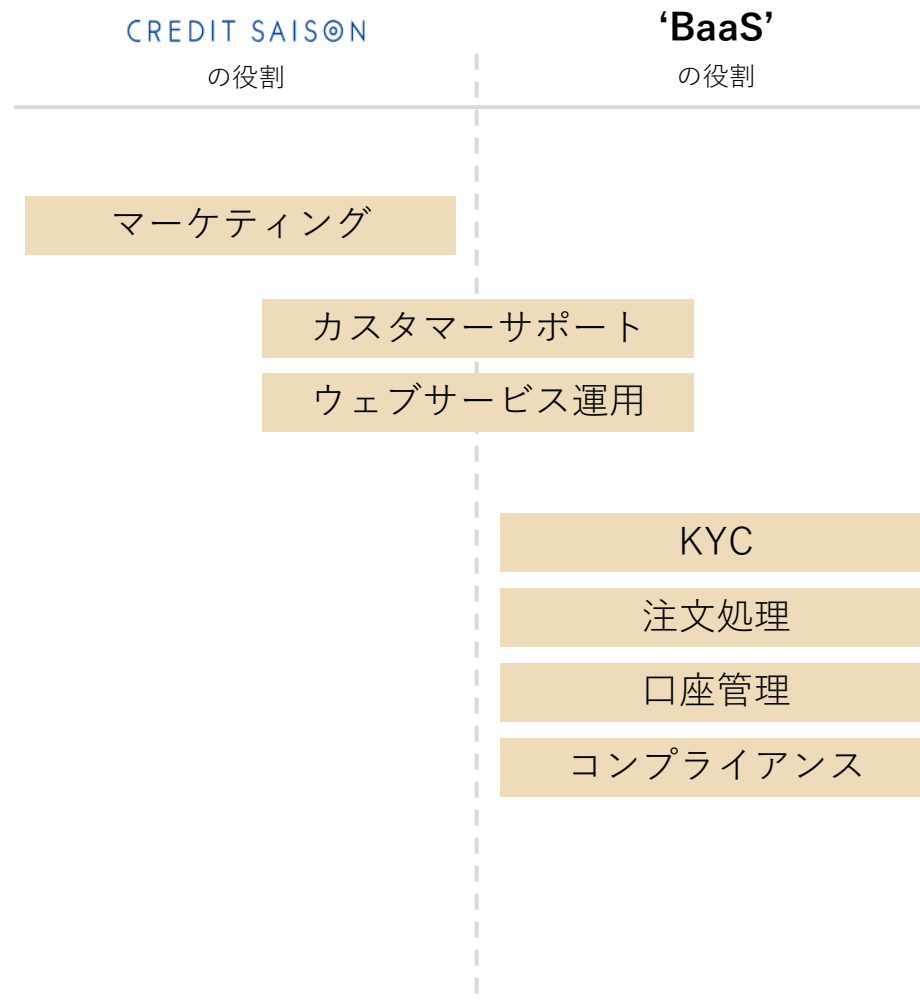 CREDIT SAISON
の役割
‘BaaS’
の役割
マーケティング
カスタマーサポート
ウェブサービス運用
KYC
注文処理
口座管理
コンプライアンス